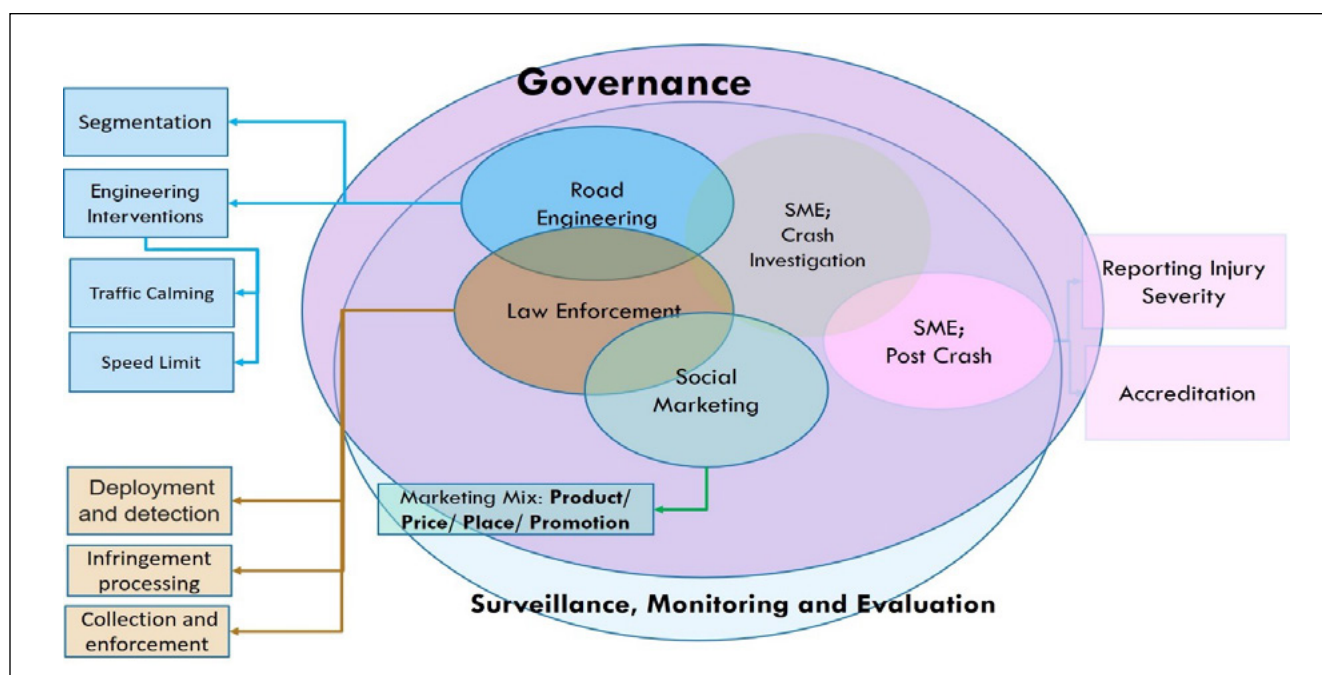 Governance
Segmentation
Engineering
Interventions
Traffic Calming
Speed Limit
Road
Engineering
SME;
Crash
Investigation
Law Enforcement
SME;
Post Crash
Social
Marketing
Reporting Injury
Severity
Accreditation
Deployment
and detection
Infringement
processing
Collection and
enforcement
Marketing Mix: Product/
Price/ Place/ Promotion
Surveillance, Monitoring and Evaluation